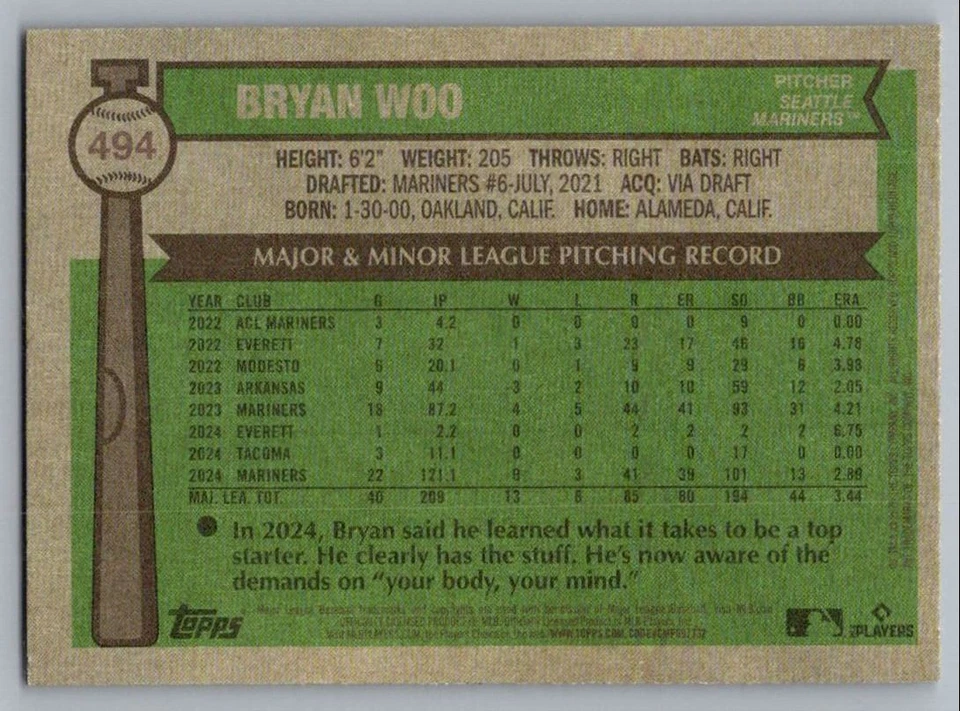 494
BRYAN WOO
PITCHER
SEATTLE
MARINERS™
HEIGHT: 6'2" WEIGHT: 205 THROWS: RIGHT BATS: RIGHT
DRAFTED: MARINERS #6-JULY, 2021 ACQ: VIA DRAFT
BORN: 1-30-00, OAKLAND, CALIF. HOME: ALAMEDA, CALIF.
MAJOR & MINOR LEAGUE PITCHING RECORD
YEAR CLUB G IP W L R ER SO BB ERA
2022 ACL MARINERS 3 4.2 0 0 0 0 9 0 0.00
2022 EVERETT 7 32 1 3 23 17 46 16 4.78
2022 MODESTO 6 20.1 0 1 9 9 29 6 3.98
2023 ARKANSAS 9 44 3 2 10 10 59 12 2.05
2023 MARINERS 18 87.2 4 5 44 41 93 31 4.21
2024 EVERETT 1 2.2 0 0 2 2 2 2 6.75
2024 TACOMA 3 11.1 0 0 0 0 17 0 0.00
2024 MARINERS 22 121.1 9 3 41 39 101 13 2.89
MAJ. LEA. TOT. 40 209 13 8 85 80 194 44 3.44
In 2024, Bryan said he learned what it takes to be a top
starter. He clearly has the stuff. He's now aware of the
demands on "your body, your mind."
TOPPS
PLAYERS